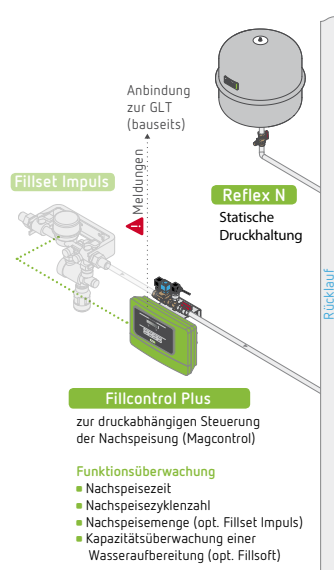 Anbindung
zur GLT
(bauseits)
Meldungen
Fillset Impuls
Reflex N
Statische
Druckhaltung
Rücklauf
Fillcontrol Plus
zur druckabhängigen Steuerung
der Nachspeisung (Magcontrol)
Funktionsüberwachung
Nachspeisezeit
Nachspeisezyklenzahl
Nachspeisemenge (opt. Fillset Impuls)
Kapazitätsüberwachung einer
Wasseraufbereitung (opt. Fillsoft)